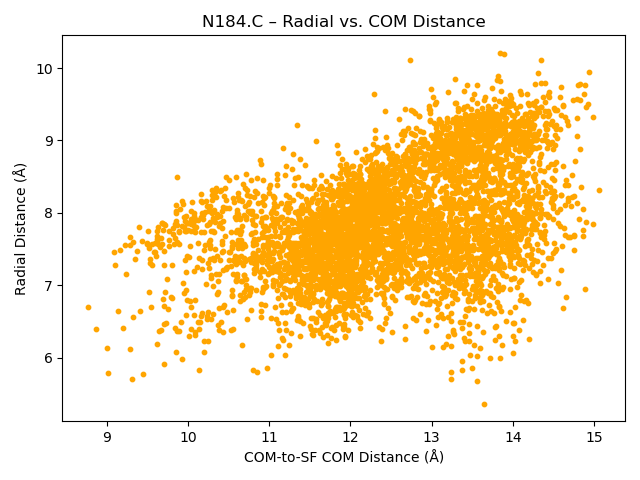 N184.C – Radial vs. COM Distance
Radial Distance (Å)
10
9
8
7
6
9 10 11 12 13 14 15
COM-to-SF COM Distance (Å)